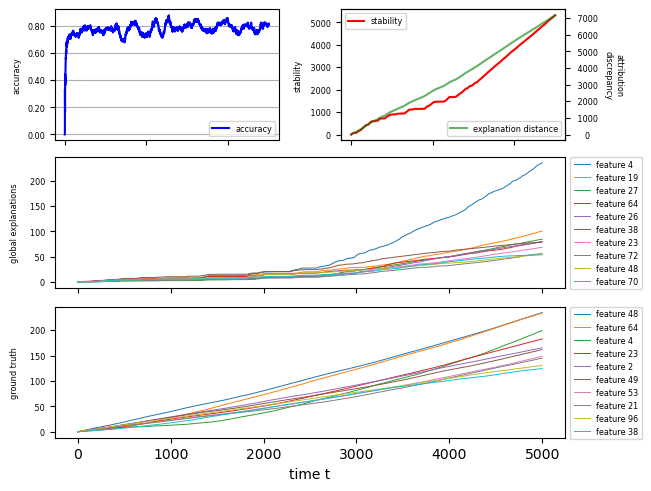 accuracy
0.80
0.60
0.40
0.20
0.00
accuracy
stability
5000
4000
3000
2000
1000
0
stability
explanation distance
7000
6000
5000
4000
3000
2000
1000
0
attribution
discrepancy
global explanations
200
150
100
50
0
feature 4
feature 19
feature 27
feature 64
feature 26
feature 38
feature 23
feature 72
feature 48
feature 70
ground truth
200
150
100
50
0
feature 48
feature 64
feature 4
feature 23
feature 2
feature 49
feature 53
feature 21
feature 96
feature 38
0 1000 2000 3000 4000 5000
time t